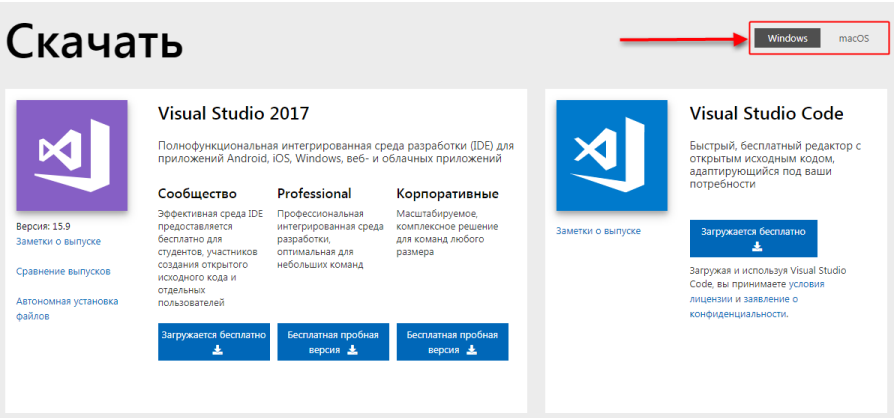 Скачать
Windows
macOS
Visual Studio 2017
Полнофункциональная интегрированная среда разработки (IDE) для
приложений Android, iOS, Windows, веб- и облачных приложений
Версия: 15.9
Заметки о выпуске
Сравнение выпусков
Автономная установка
файлов
Сообщество
Эффективная среда IDE
предоставляется
бесплатно для
студентов, участников
создания открытого
исходного кода и
отдельных
пользователей
Загружается бесплатно
Professional
Профессиональная
интегрированная среда
разработки,
оптимальная для
небольших команд
Бесплатная пробная
версия
Корпоративные
Масштабируемое,
комплексное решение
для команд любого
размера
Бесплатная пробная
версия
Visual Studio Code
Быстрый, бесплатный редактор с
открытым исходным кодом,
адаптирующийся под ваши
потребности
Заметки о выпуске
Загружается бесплатно
Загружая и используя Visual Studio
Code, вы принимаете условия
лицензии и заявление о
конфиденциальности.